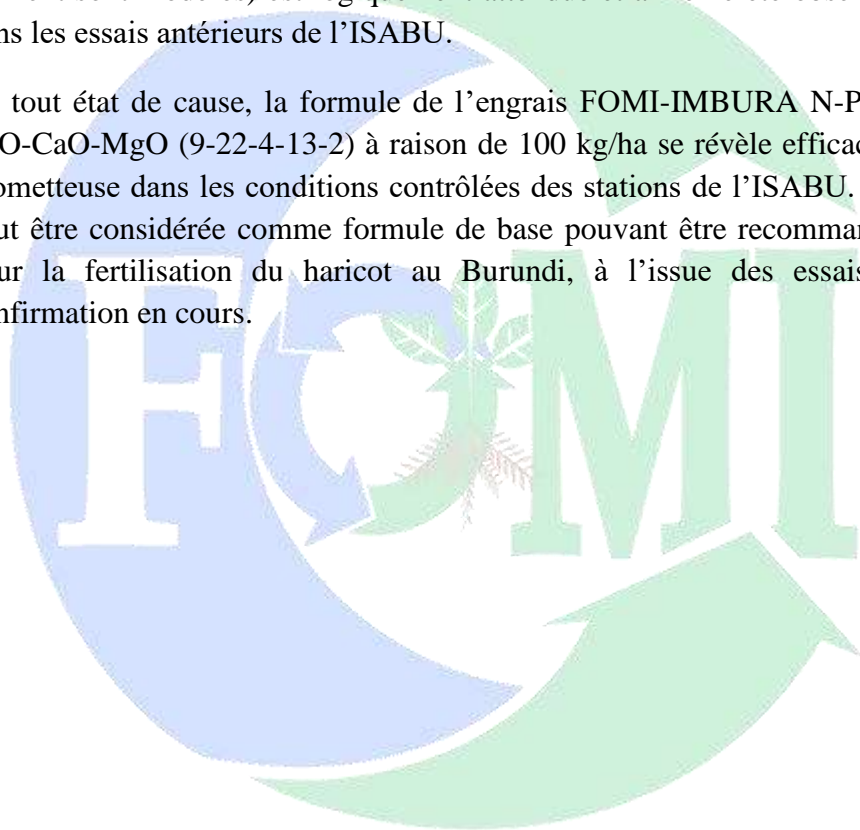 ns les essais antérieurs de l'ISABU.
tout état de cause, la formule de l'engrais FOMI-IMBURA N-P
O-CaO-MgO (9-22-4-13-2) à raison de 100 kg/ha se révèle efficac
ometteuse dans les conditions contrôlées des stations de l'ISABU.
ut être considérée comme formule de base pouvant être recomman
ur la fertilisation du haricot au Burundi, à l'issue des essais
nfirmation en cours.
FOMI